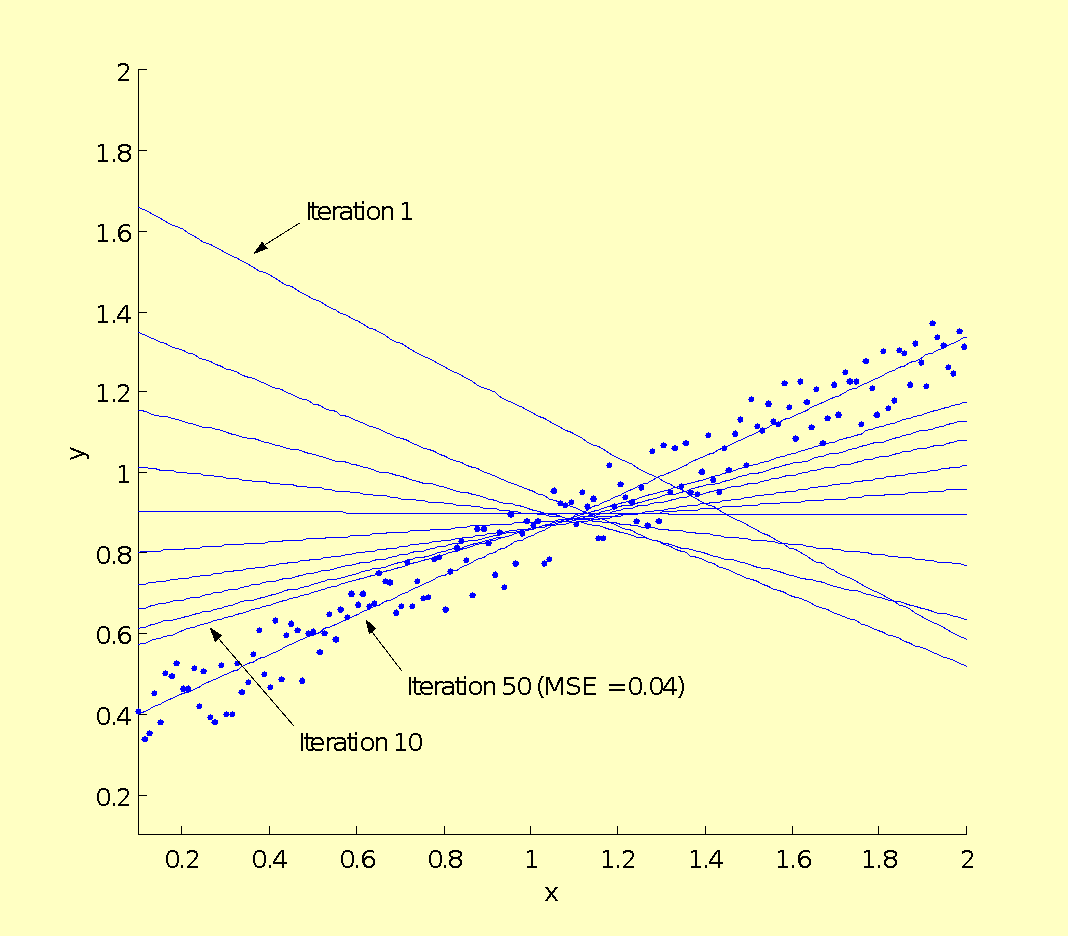 2
1.8
Iteration 1
1.6
1.4
1.2
y
1
0.8
0.6
Iteration 50 (MSE = 0.04)
0.4
Iteration 10
0.2
0.2 0.4 0.6 0.8 1 1.2 1.4 1.6 1.8 2
x